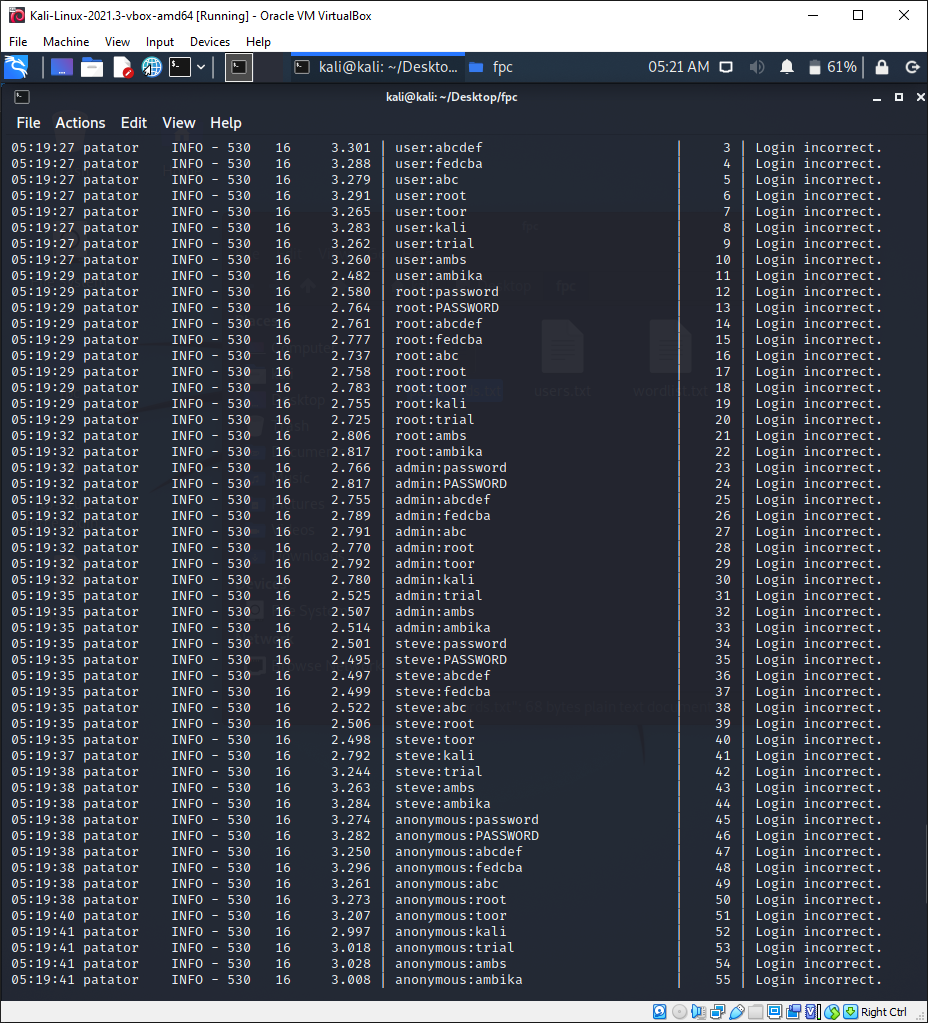 Kali-Linux-2021.3-vbox-amd64 [Running] - Oracle VM VirtualBox
File Machine View Input Devices Help
kali@kali: ~/Deskto... fpc 05:21 AM 61%
kali@kali: ~/Desktop/fpc
File Actions Edit View Help
05:19:27 patator INFO - 530 16 3.301 | user:abcdef | 3 | Login incorrect.
05:19:27 patator INFO - 530 16 3.288 | user:fedcba | 4 | Login incorrect.
05:19:27 patator INFO - 530 16 3.279 | user:abc | 5 | Login incorrect.
05:19:27 patator INFO - 530 16 3.291 | user:root | 6 | Login incorrect.
05:19:27 patator INFO - 530 16 3.265 | user:toor | 7 | Login incorrect.
05:19:27 patator INFO - 530 16 3.283 | user:kali | 8 | Login incorrect.
05:19:27 patator INFO - 530 16 3.262 | user:trial | 9 | Login incorrect.
05:19:27 patator INFO - 530 16 3.260 | user:ambs | 10 | Login incorrect.
05:19:29 patator INFO - 530 16 2.482 | user:ambika | 11 | Login incorrect.
05:19:29 patator INFO - 530 16 2.580 | root:password | 12 | Login incorrect.
05:19:29 patator INFO - 530 16 2.764 | root:PASSWORD | 13 | Login incorrect.
05:19:29 patator INFO - 530 16 2.761 | root:abcdef | 14 | Login incorrect.
05:19:29 patator INFO - 530 16 2.777 | root:fedcba | 15 | Login incorrect.
05:19:29 patator INFO - 530 16 2.737 | root:abc | 16 | Login incorrect.
05:19:29 patator INFO - 530 16 2.758 | root:root | 17 | Login incorrect.
05:19:29 patator INFO - 530 16 2.783 | root:toor | 18 | Login incorrect.
05:19:29 patator INFO - 530 16 2.755 | root:kali | 19 | Login incorrect.
05:19:29 patator INFO - 530 16 2.725 | root:trial | 20 | Login incorrect.
05:19:32 patator INFO - 530 16 2.806 | root:ambs | 21 | Login incorrect.
05:19:32 patator INFO - 530 16 2.817 | root:ambika | 22 | Login incorrect.
05:19:32 patator INFO - 530 16 2.766 | admin:password | 23 | Login incorrect.
05:19:32 patator INFO - 530 16 2.817 | admin:PASSWORD | 24 | Login incorrect.
05:19:32 patator INFO - 530 16 2.755 | admin:abcdef | 25 | Login incorrect.
05:19:32 patator INFO - 530 16 2.789 | admin:fedcba | 26 | Login incorrect.
05:19:32 patator INFO - 530 16 2.791 | admin:abc | 27 | Login incorrect.
05:19:32 patator INFO - 530 16 2.770 | admin:root | 28 | Login incorrect.
05:19:32 patator INFO - 530 16 2.792 | admin:toor | 29 | Login incorrect.
05:19:32 patator INFO - 530 16 2.780 | admin:kali | 30 | Login incorrect.
05:19:35 patator INFO - 530 16 2.525 | admin:trial | 31 | Login incorrect.
05:19:35 patator INFO - 530 16 2.507 | admin:ambs | 32 | Login incorrect.
05:19:35 patator INFO - 530 16 2.514 | admin:ambika | 33 | Login incorrect.
05:19:35 patator INFO - 530 16 2.501 | steve:password | 34 | Login incorrect.
05:19:35 patator INFO - 530 16 2.495 | steve:PASSWORD | 35 | Login incorrect.
05:19:35 patator INFO - 530 16 2.497 | steve:abcdef | 36 | Login incorrect.
05:19:35 patator INFO - 530 16 2.499 | steve:fedcba | 37 | Login incorrect.
05:19:35 patator INFO - 530 16 2.522 | steve:abc | 38 | Login incorrect.
05:19:35 patator INFO - 530 16 2.506 | steve:root | 39 | Login incorrect.
05:19:35 patator INFO - 530 16 2.498 | steve:toor | 40 | Login incorrect.
05:19:37 patator INFO - 530 16 2.792 | steve:kali | 41 | Login incorrect.
05:19:38 patator INFO - 530 16 3.244 | steve:trial | 42 | Login incorrect.
05:19:38 patator INFO - 530 16 3.263 | steve:ambs | 43 | Login incorrect.
05:19:38 patator INFO - 530 16 3.284 | steve:ambika | 44 | Login incorrect.
05:19:38 patator INFO - 530 16 3.274 | anonymous:password | 45 | Login incorrect.
05:19:38 patator INFO - 530 16 3.282 | anonymous:PASSWORD | 46 | Login incorrect.
05:19:38 patator INFO - 530 16 3.250 | anonymous:abcdef | 47 | Login incorrect.
05:19:38 patator INFO - 530 16 3.296 | anonymous:fedcba | 48 | Login incorrect.
05:19:38 patator INFO - 530 16 3.261 | anonymous:abc | 49 | Login incorrect.
05:19:38 patator INFO - 530 16 3.273 | anonymous:root | 50 | Login incorrect.
05:19:40 patator INFO - 530 16 3.207 | anonymous:toor | 51 | Login incorrect.
05:19:41 patator INFO - 530 16 2.997 | anonymous:kali | 52 | Login incorrect.
05:19:41 patator INFO - 530 16 3.018 | anonymous:trial | 53 | Login incorrect.
05:19:41 patator INFO - 530 16 3.028 | anonymous:ambs | 54 | Login incorrect.
05:19:41 patator INFO - 530 16 3.008 | anonymous:ambika | 55 | Login incorrect.
Right Ctrl